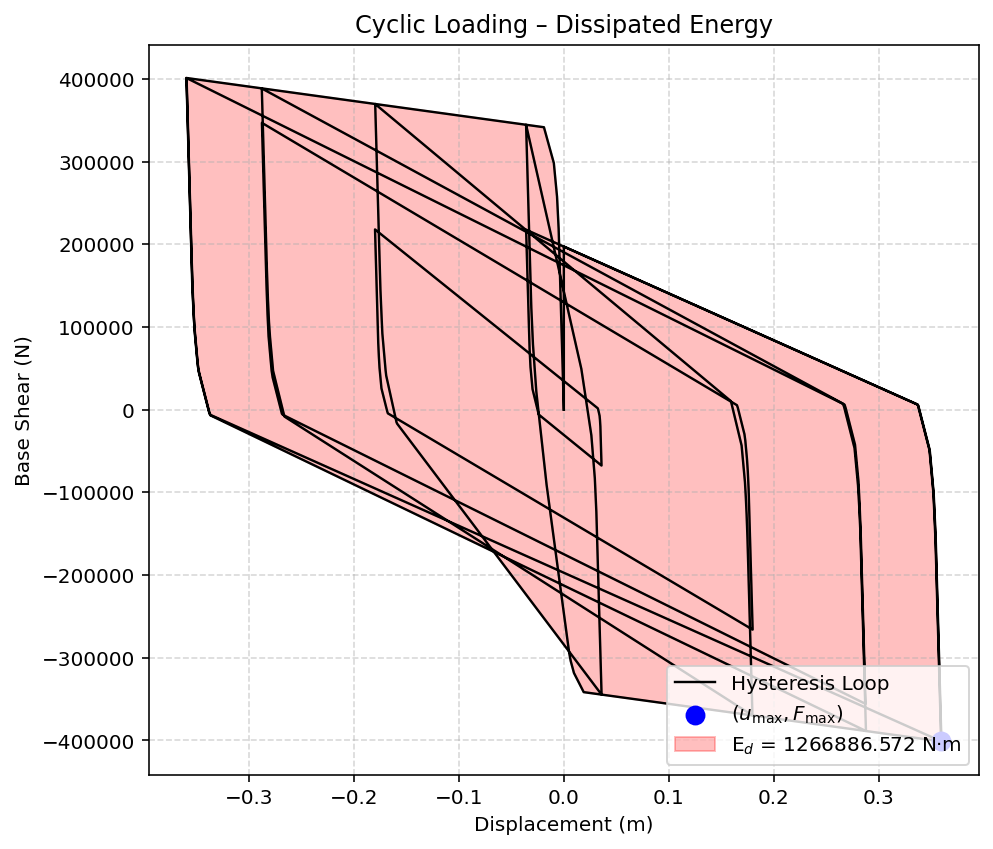 Cyclic Loading – Dissipated Energy
Base Shear (N)
400000
300000
200000
100000
0
−100000
−200000
−300000
−400000
Hysteresis Loop
(u_max, F_max)
E_d = 1266886.572 N·m
−0.3
−0.2
−0.1
0.0
0.1
0.2
0.3
Displacement (m)